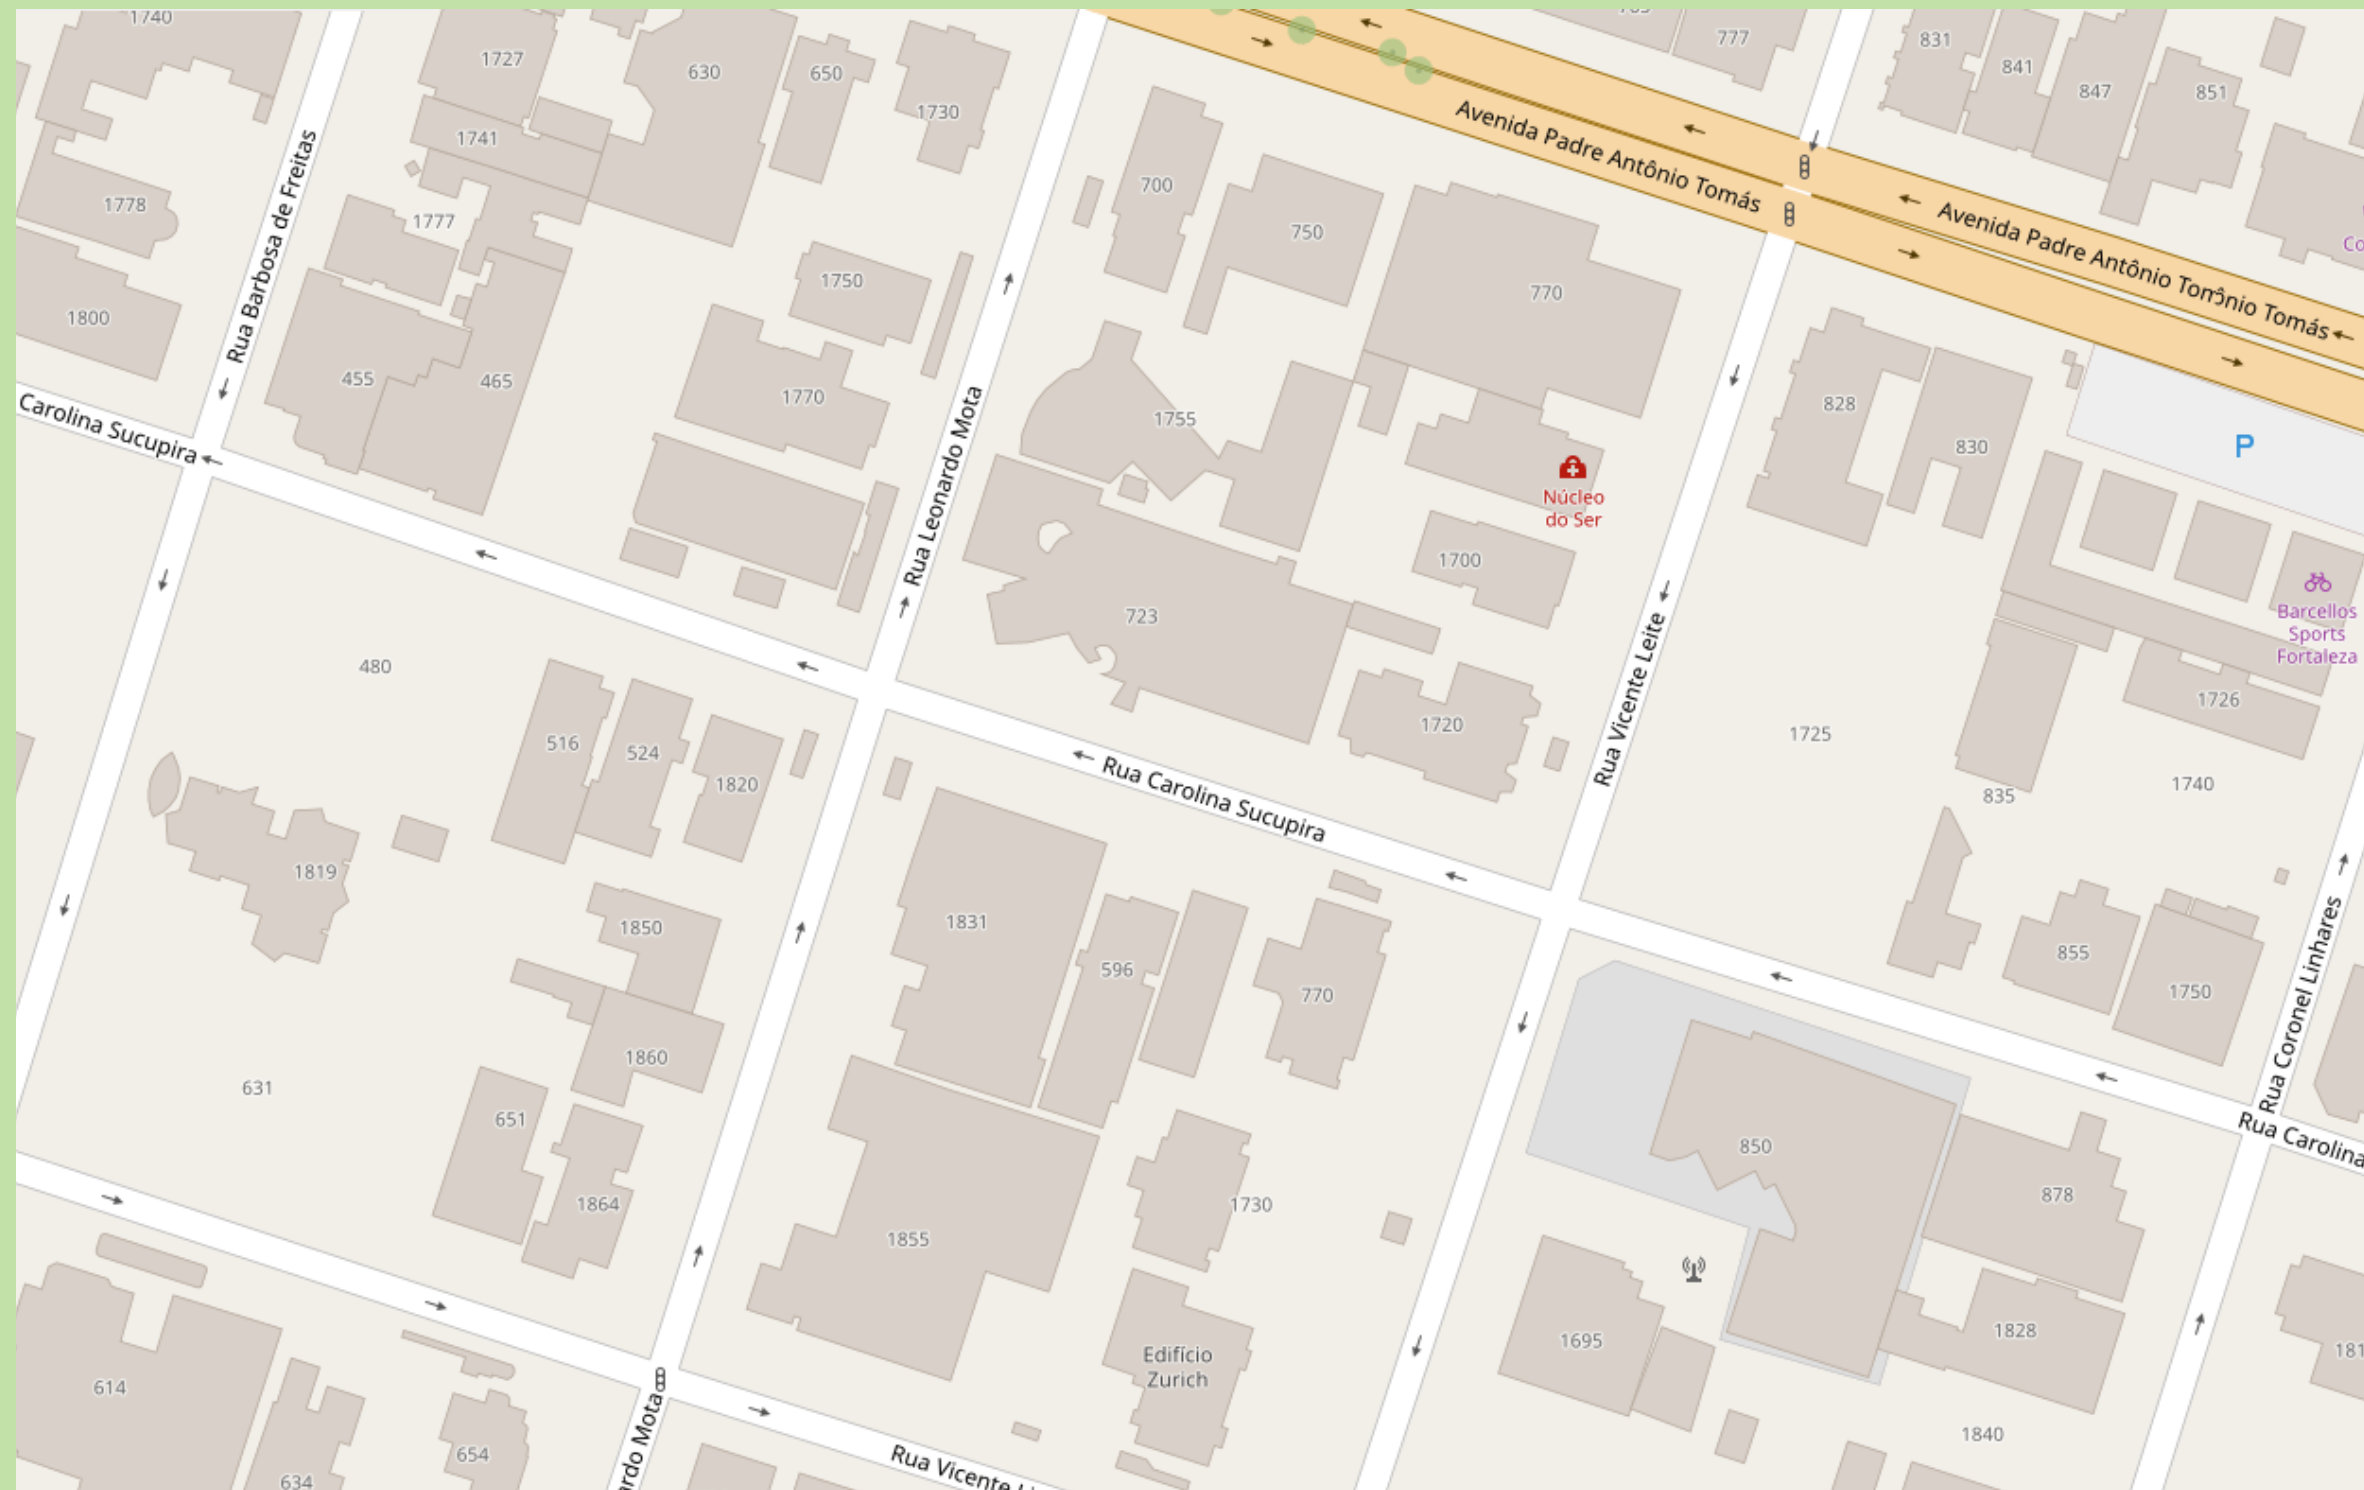 1740
1727
630
650
777
831
841
847
851
1730
1741
700
1778
1777
750
770
1750
1800
455
465
1770
1755
828
830
P
Rua Barbosa de Freitas
Avenida Padre Antônio Tomás
Avenida Padre Antônio Tomônio Tomás
Carolina Sucupira
Rua Leonardo Mota
Núcleo
do Ser
1700
723
1720
Rua Vicente Leite
Barcellos
Sports
Fortaleza
1726
1725
1740
835
480
516
524
1820
Rua Carolina Sucupira
1819
1850
1831
596
770
855
1750
Rua Coronel Linhares
Rua Carolina
631
1860
651
1864
1855
1730
850
878
Edifício
Zurich
1695
1828
1840
614
634
654
ardo Mota
Rua Vicente